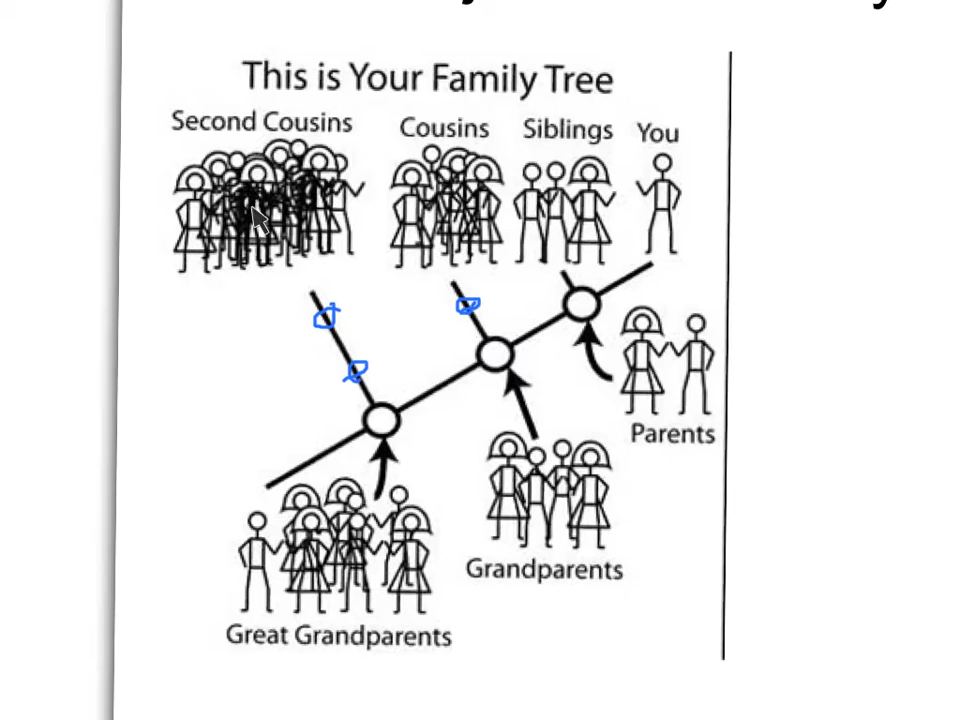 This is Your Family Tree
Second Cousins
Cousins
Siblings
You
Parents
Grandparents
Great Grandparents